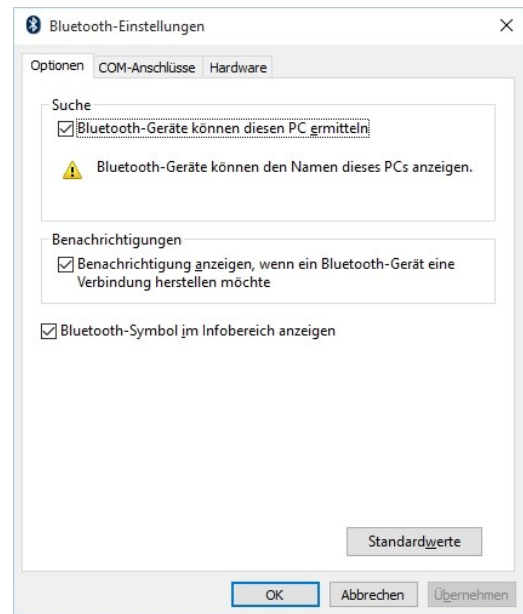 Bluetooth-Einstellungen
Optionen COM-Anschlüsse Hardware
Suche
Bluetooth-Geräte können diesen PC ermitteln
Bluetooth-Geräte können den Namen dieses PCs anzeigen.
Benachrichtigungen
Benachrichtigung anzeigen, wenn ein Bluetooth-Gerät eine
Verbindung herstellen möchte
Bluetooth-Symbol im Infobereich anzeigen
Standardwerte
OK Abbrechen Übernehmen